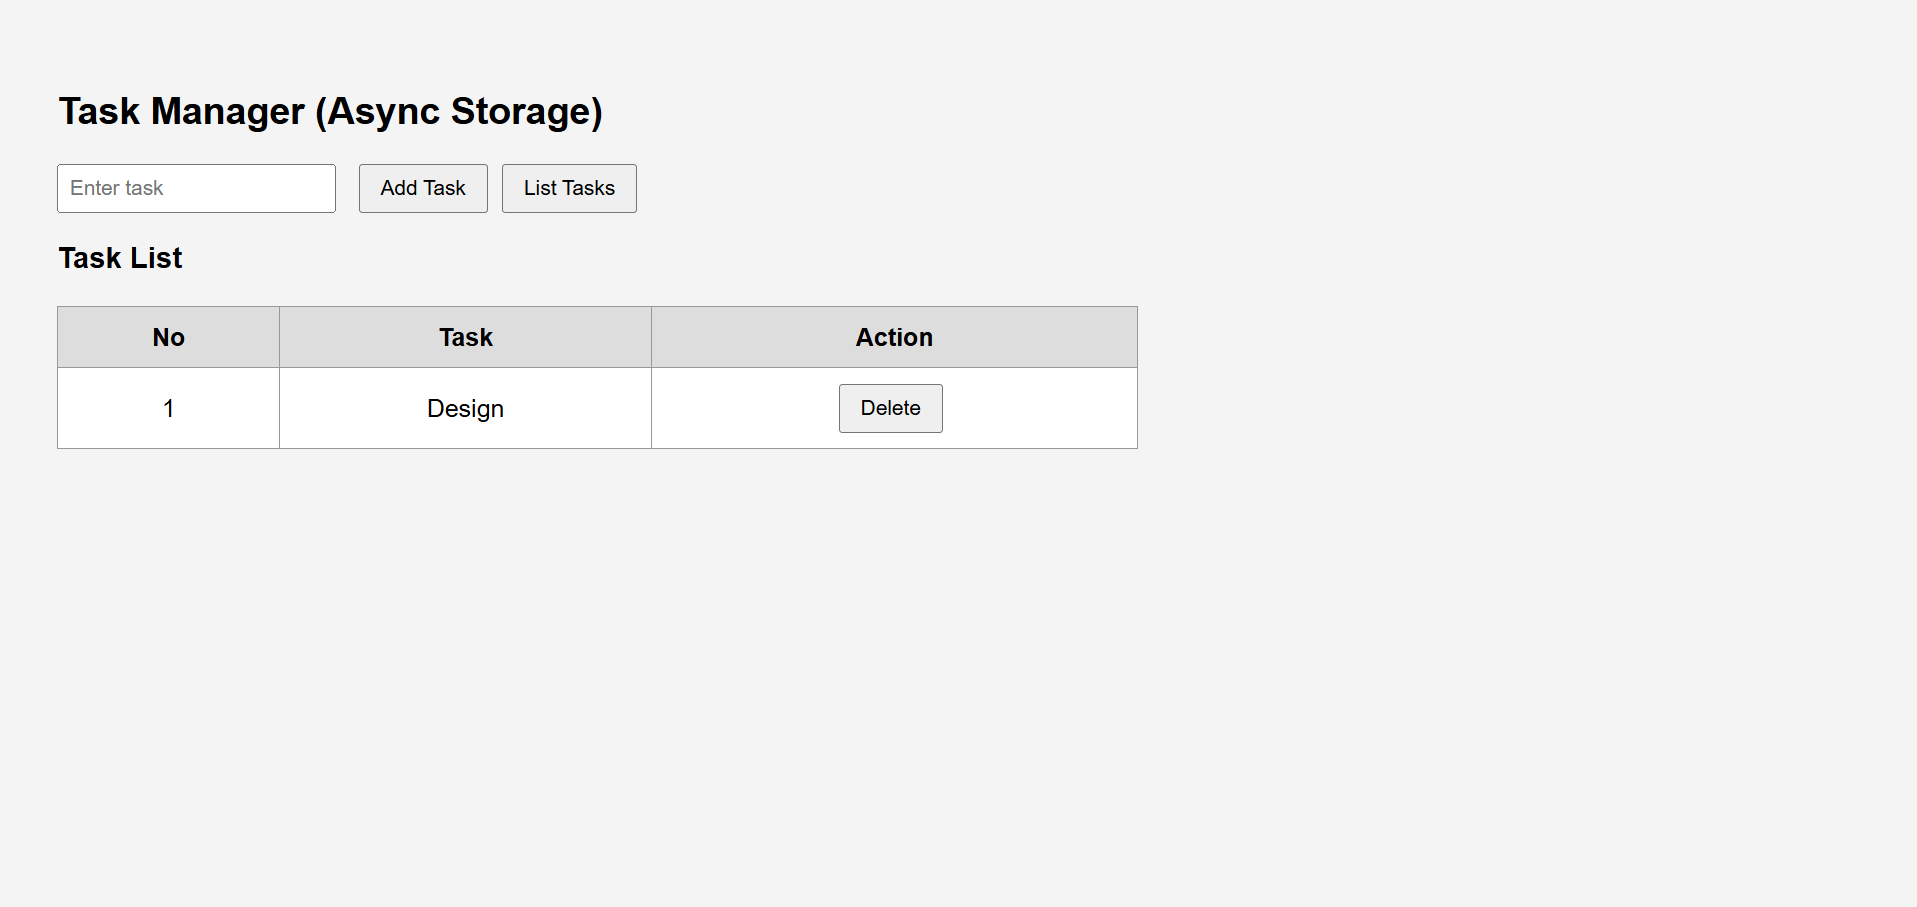 Task Manager (Async Storage)
Enter task Add Task List Tasks
Task List
No Task Action
1 Design Delete